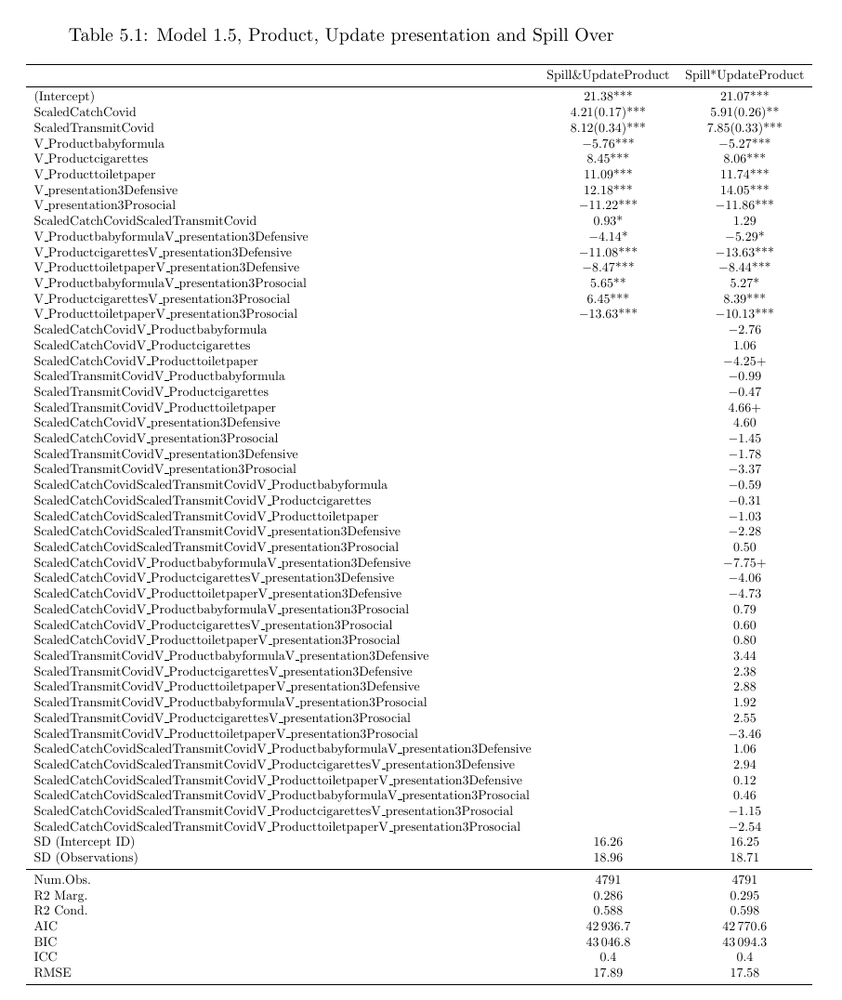 Table 5.1: Model 1.5, Product, Update presentation and Spill Over
Spill&UpdateProduct Spill*UpdateProduct
(Intercept) 21.38*** 21.07***
ScaledCatchCovid 4.21(0.17)*** 5.91(0.26)**
ScaledTransmitCovid 8.12(0.34)*** 7.85(0.33)***
V_Productbabyformula −5.76*** −5.27***
V_Productcigarettes 8.45*** 8.06***
V_Producttoiletpaper 11.09*** 11.74***
V_presentation3Defensive 12.18*** 14.05***
V_presentation3Prosocial −11.22*** −11.86***
ScaledCatchCovidScaledTransmitCovid 0.93* 1.29
V_ProductbabyformulaV_presentation3Defensive −4.14* −5.29*
V_ProductcigarettesV_presentation3Defensive −11.08*** −13.63***
V_ProducttoiletpaperV_presentation3Defensive −8.47*** −8.44***
V_ProductbabyformulaV_presentation3Prosocial 5.65** 5.27*
V_ProductcigarettesV_presentation3Prosocial 6.45*** 8.39***
V_ProducttoiletpaperV_presentation3Prosocial −13.63*** −10.13***
ScaledCatchCovidV_Productbabyformula −2.76
ScaledCatchCovidV_Productcigarettes 1.06
ScaledCatchCovidV_Producttoiletpaper −4.25+
ScaledTransmitCovidV_Productbabyformula −0.99
ScaledTransmitCovidV_Productcigarettes −0.47
ScaledTransmitCovidV_Producttoiletpaper 4.66+
ScaledCatchCovidV_presentation3Defensive 4.60
ScaledCatchCovidV_presentation3Prosocial −1.45
ScaledTransmitCovidV_presentation3Defensive −1.78
ScaledTransmitCovidV_presentation3Prosocial −3.37
ScaledCatchCovidScaledTransmitCovidV_Productbabyformula −0.59
ScaledCatchCovidScaledTransmitCovidV_Productcigarettes −0.31
ScaledCatchCovidScaledTransmitCovidV_Producttoiletpaper −1.03
ScaledCatchCovidScaledTransmitCovidV_presentation3Defensive −2.28
ScaledCatchCovidScaledTransmitCovidV_presentation3Prosocial 0.50
ScaledCatchCovidV_ProductbabyformulaV_presentation3Defensive −7.75+
ScaledCatchCovidV_ProductcigarettesV_presentation3Defensive −4.06
ScaledCatchCovidV_ProducttoiletpaperV_presentation3Defensive −4.73
ScaledCatchCovidV_ProductbabyformulaV_presentation3Prosocial 0.79
ScaledCatchCovidV_ProductcigarettesV_presentation3Prosocial 0.60
ScaledCatchCovidV_ProducttoiletpaperV_presentation3Prosocial 0.80
ScaledTransmitCovidV_ProductbabyformulaV_presentation3Defensive 3.44
ScaledTransmitCovidV_ProductcigarettesV_presentation3Defensive 2.38
ScaledTransmitCovidV_ProducttoiletpaperV_presentation3Defensive 2.88
ScaledTransmitCovidV_ProductbabyformulaV_presentation3Prosocial 1.92
ScaledTransmitCovidV_ProductcigarettesV_presentation3Prosocial 2.55
ScaledTransmitCovidV_ProducttoiletpaperV_presentation3Prosocial −3.46
ScaledCatchCovidScaledTransmitCovidV_ProductbabyformulaV_presentation3Defensive 1.06
ScaledCatchCovidScaledTransmitCovidV_ProductcigarettesV_presentation3Defensive 2.94
ScaledCatchCovidScaledTransmitCovidV_ProducttoiletpaperV_presentation3Defensive 0.12
ScaledCatchCovidScaledTransmitCovidV_ProductbabyformulaV_presentation3Prosocial 0.46
ScaledCatchCovidScaledTransmitCovidV_ProductcigarettesV_presentation3Prosocial −1.15
ScaledCatchCovidScaledTransmitCovidV_ProducttoiletpaperV_presentation3Prosocial −2.54
SD (Intercept ID) 16.26 16.25
SD (Observations) 18.96 18.71
Num.Obs. 4791 4791
R2 Marg. 0.286 0.295
R2 Cond. 0.588 0.598
AIC 42 936.7 42 770.6
BIC 43 046.8 43 094.3
ICC 0.4 0.4
RMSE 17.89 17.58